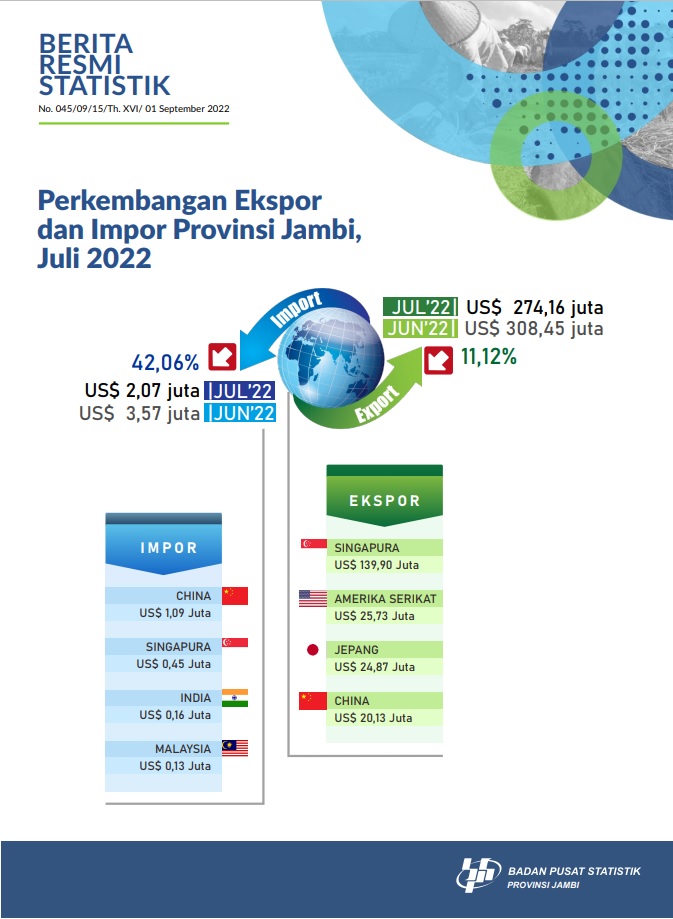 BERITA
RESMI
STATISTIK
No. 045/09/15/Th. XVI/ 01 September 2022
Perkembangan Ekspor
dan Impor Provinsi Jambi,
Juli 2022
Import
Export
JUL'22| US$ 274,16 juta
JUN'22| US$ 308,45 juta
11,12%
42,06%
US$ 2,07 juta |JUL'22
US$ 3,57 juta |JUN'22
EKSPOR
SINGAPURA
US$ 139,90 Juta
AMERIKA SERIKAT
US$ 25,73 Juta
JEPANG
US$ 24,87 Juta
CHINA
US$ 20,13 Juta
IMPOR
CHINA
US$ 1,09 Juta
SINGAPURA
US$ 0,45 Juta
INDIA
US$ 0,16 Juta
MALAYSIA
US$ 0,13 Juta
BADAN PUSAT STATISTIK
PROVINSI JAMBI